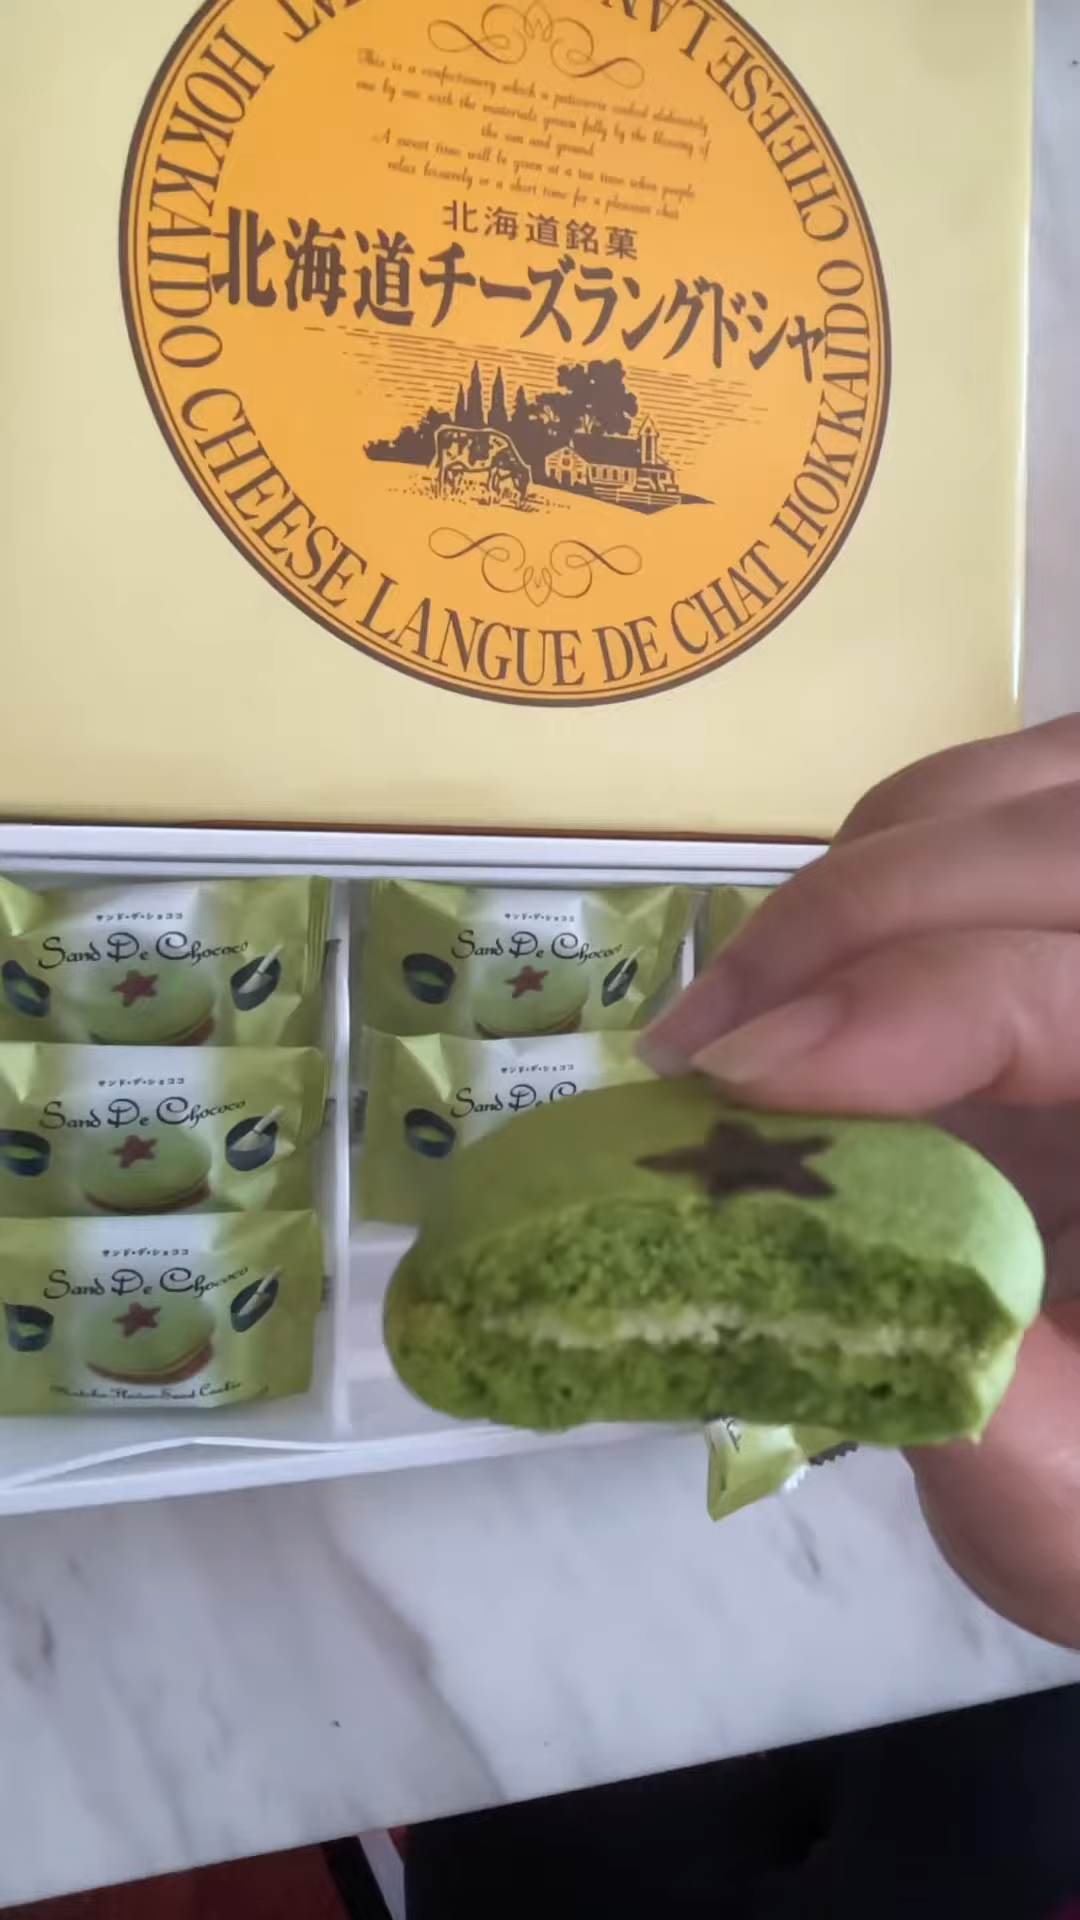 HOKKAIDO CHEESE LANGUE DE CHAT HOKKAIDO CHEESE LAN
This is a confectionery which a patisserie cooked elaborately
one by one with the materials grown fully by the blessing of
the sun and ground
A sweet time will be given at a tea time when people
relax leisurely or a short time for a pleasant chat
北海道銘菓
北海道チーズラングドシャ
サンド・デ・ショココ
Sand De Chococo
サンド・デ・ショココ
Sand De Chococo
サンド・デ・ショココ
Sand De Chococo
サンド・デ・ショココ
Sand De C
サンド・デ・ショココ
Sand De Chococo
Matcha Flavor Sand Cookie